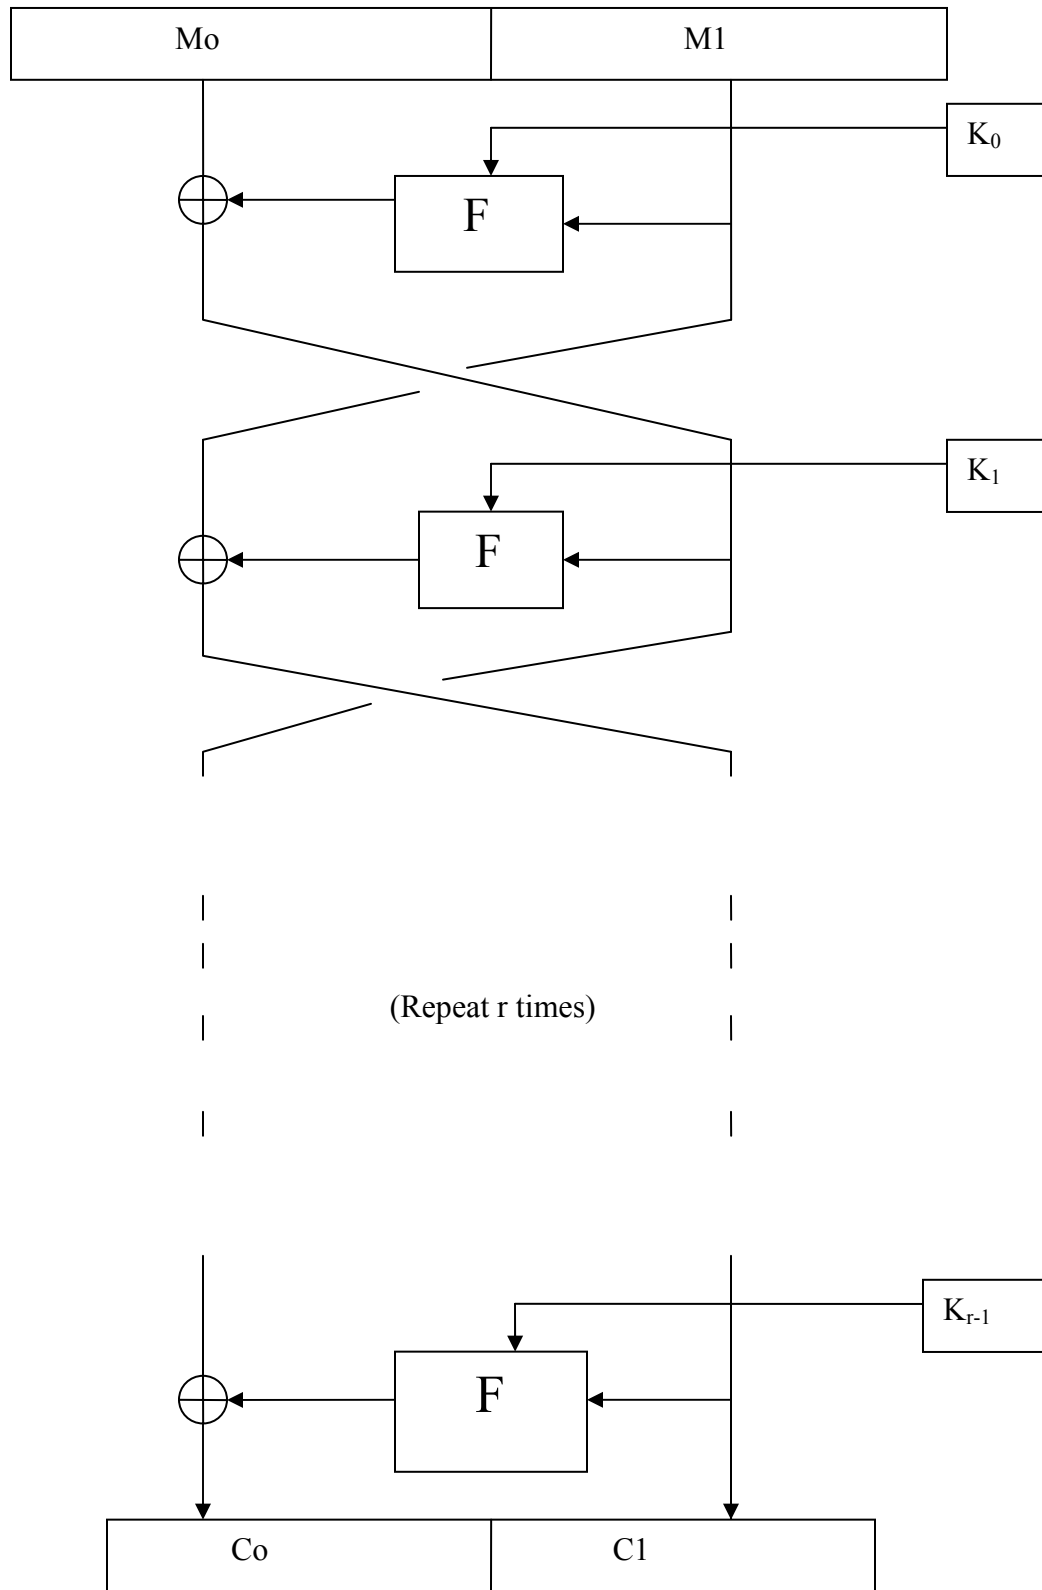 Mo M1
K₀
F
K₁
F
(Repeat r times)
Kᵣ₋₁
F
Co C1